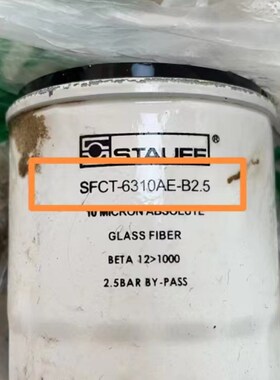 STAUFF®
SFCT-6310AE-B2.5
10 MICRON ABSOLUTE
GLASS FIBER
BETA 12>1000
2.5BAR BY-PASS